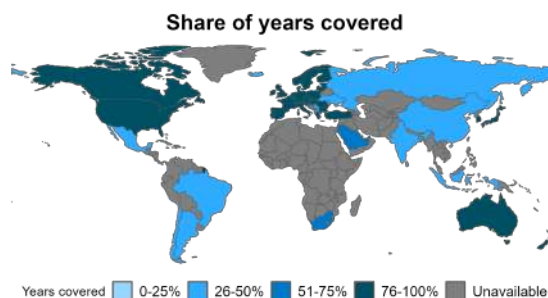 Share of years covered
Years covered 0-25% 26-50% 51-75% 76-100% Unavailable